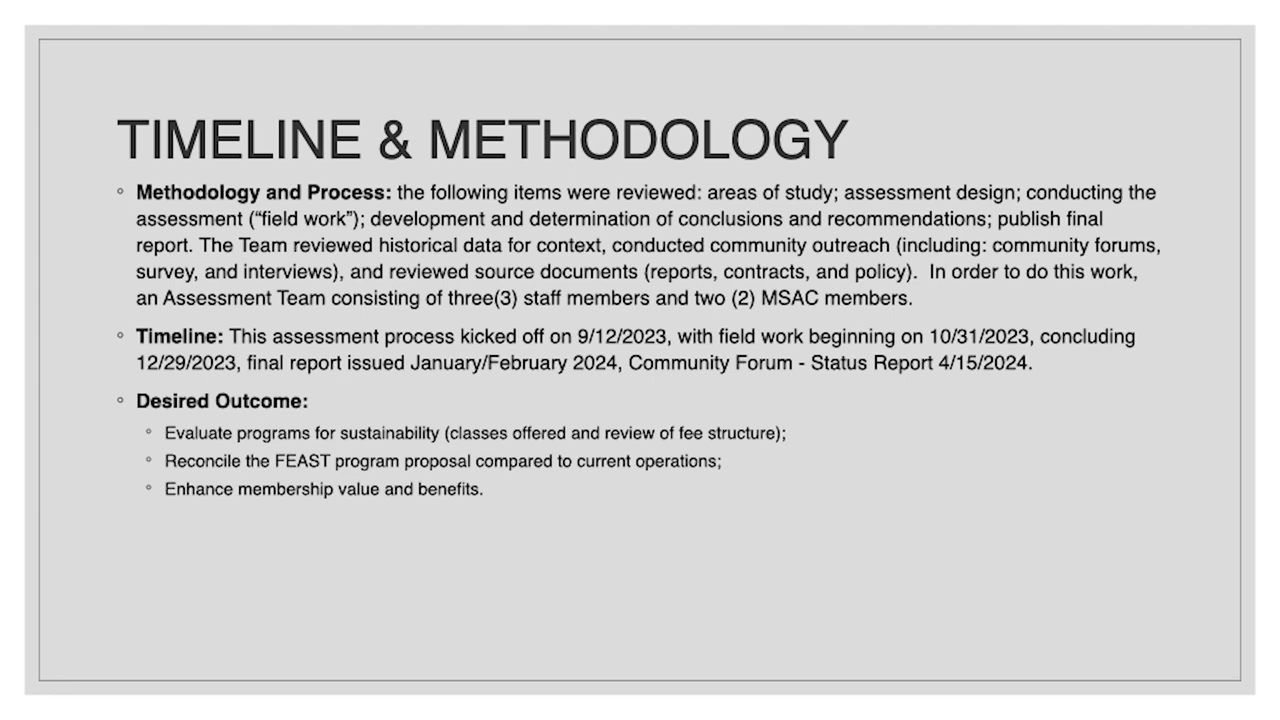 TIMELINE & METHODOLOGY
◦ Methodology and Process: the following items were reviewed: areas of study; assessment design; conducting the
assessment (“field work”); development and determination of conclusions and recommendations; publish final
report. The Team reviewed historical data for context, conducted community outreach (including: community forums,
survey, and interviews), and reviewed source documents (reports, contracts, and policy).  In order to do this work,
an Assessment Team consisting of three(3) staff members and two (2) MSAC members.
◦ Timeline: This assessment process kicked off on 9/12/2023, with field work beginning on 10/31/2023, concluding
12/29/2023, final report issued January/February 2024, Community Forum - Status Report 4/15/2024.
◦ Desired Outcome:
◦ Evaluate programs for sustainability (classes offered and review of fee structure);
◦ Reconcile the FEAST program proposal compared to current operations;
◦ Enhance membership value and benefits.